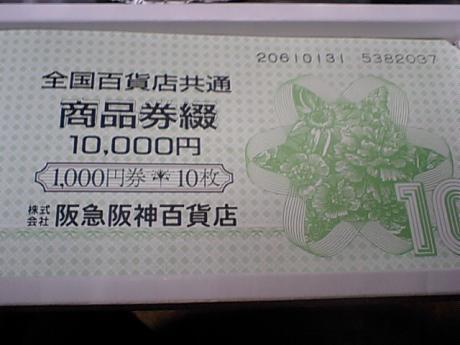 20610131 5382037
全国百貨店共通
商品券綴
10,000円
1,000円券 10枚
株式会社 阪急阪神百貨店
10